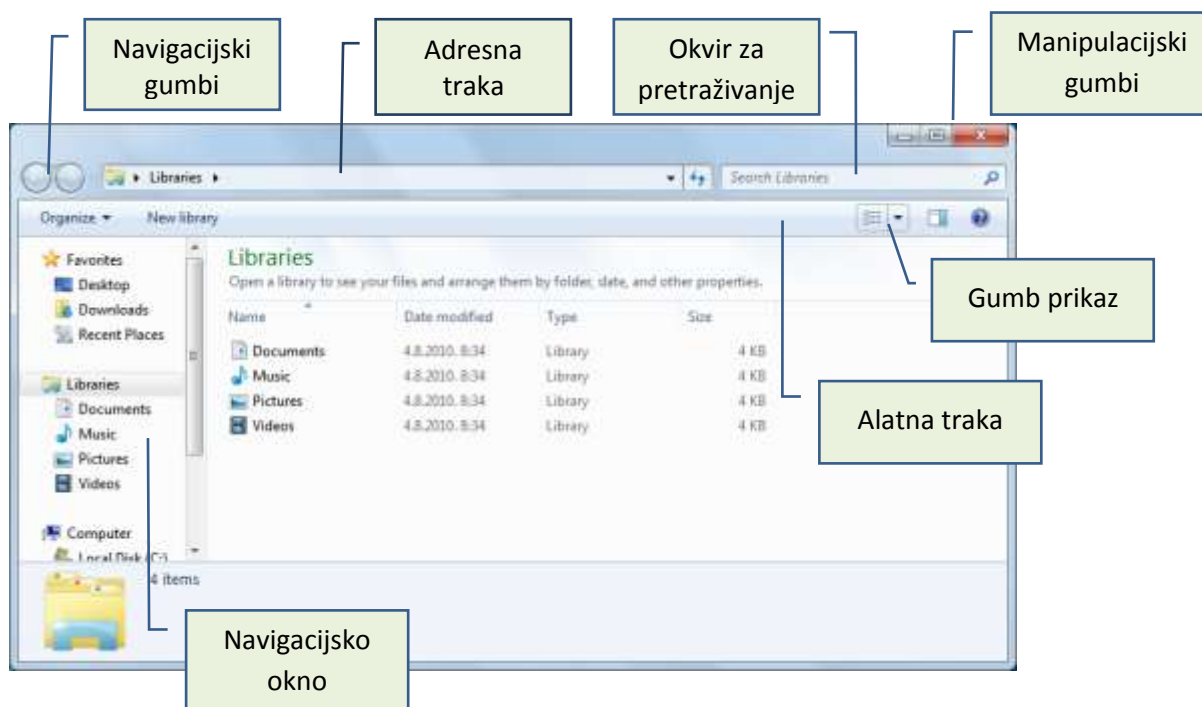 Navigacijski
gumbi
Adresna
traka
Okvir za
pretraživanje
Manipulacijski
gumbi
Libraries
Search Libraries
Organize
New library
Favorites
Desktop
Downloads
Recent Places
Libraries
Documents
Music
Pictures
Videos
Computer
Local Disk (C:)
Libraries
Open a library to see your files and arrange them by folder, date, and other properties.
Name Date modified Type Size
Documents 4.8.2010. 8:34 Library 4 KB
Music 4.8.2010. 8:34 Library 4 KB
Pictures 4.8.2010. 8:34 Library 4 KB
Videos 4.8.2010. 8:34 Library 4 KB
Gumb prikaz
Alatna traka
4 items
Navigacijsko
okno